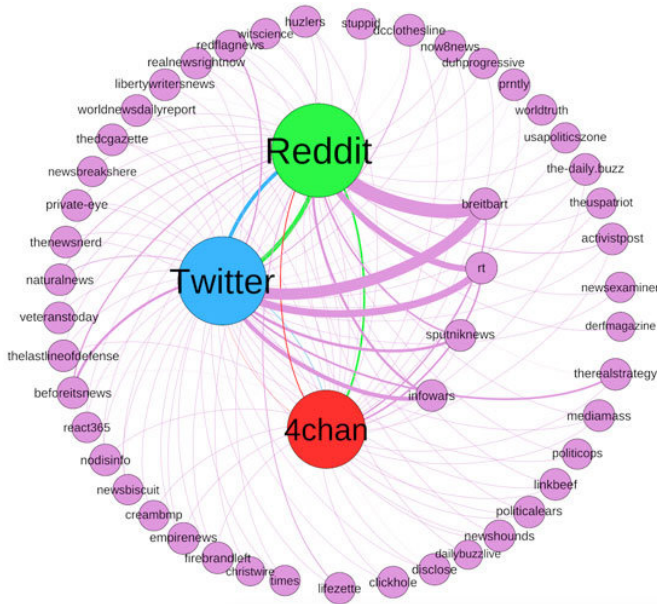 huzlers
stuppid
dcclothesline
witscience
now8news
redflagnews
duhprogressive
realnewsrightnow
prntly
libertywritersnews
worldtruth
worldnewsdailyreport
usapoliticszone
thedcgazette
Reddit
the-daily.buzz
newsbreakshere
theuspatriot
private-eye
breitbart
activistpost
thenewsnerd
rt
naturalnews
Twitter
newsexaminer
veteranstoday
derfmagazine
sputniknews
thelastlineofdefense
therealstrategy
beforeitsnews
infowars
mediamass
react365
4chan
politicops
nodisinfo
linkbeef
newsbiscuit
politicalears
creambmp
newshounds
empirenews
dailybuzzlive
firebrandleft
disclose
christwire
clickhole
times
lifezette